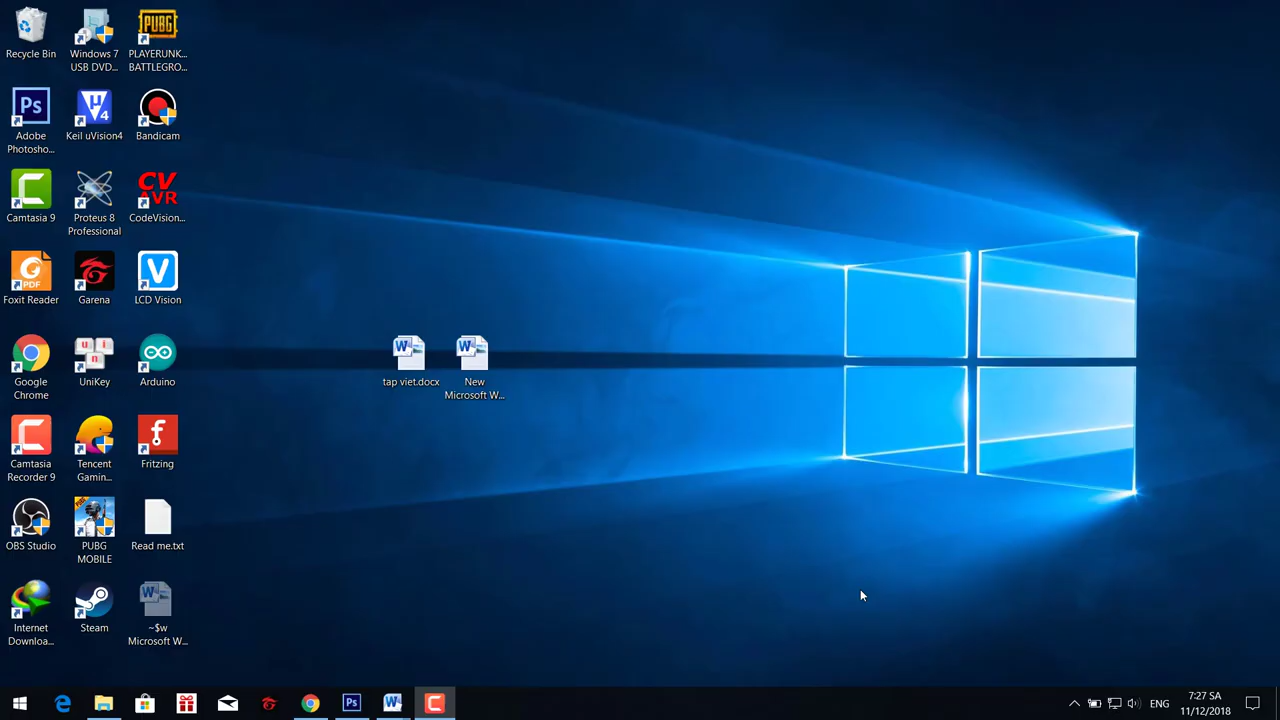 Recycle Bin
Windows 7
USB DVD...
PLAYERUNK...
BATTLEGRO...
PUBG
Ps
Adobe
Photosho...
μ
4
Keil uVision4
Bandicam
Camtasia 9
Proteus 8
Professional
CV
AVR
CodeVision...
PDF
Foxit Reader
Garena
V
LCD Vision
Google
Chrome
u i
n
UniKey
Arduino
tap viet.docx
New
Microsoft W...
Camtasia
Recorder 9
Tencent
Gamin...
f
Fritzing
OBS Studio
PUBG
MOBILE
Read me.txt
Internet
Downloa...
Steam
~$w
Microsoft W...
ENG
7:27 SA
11/12/2018